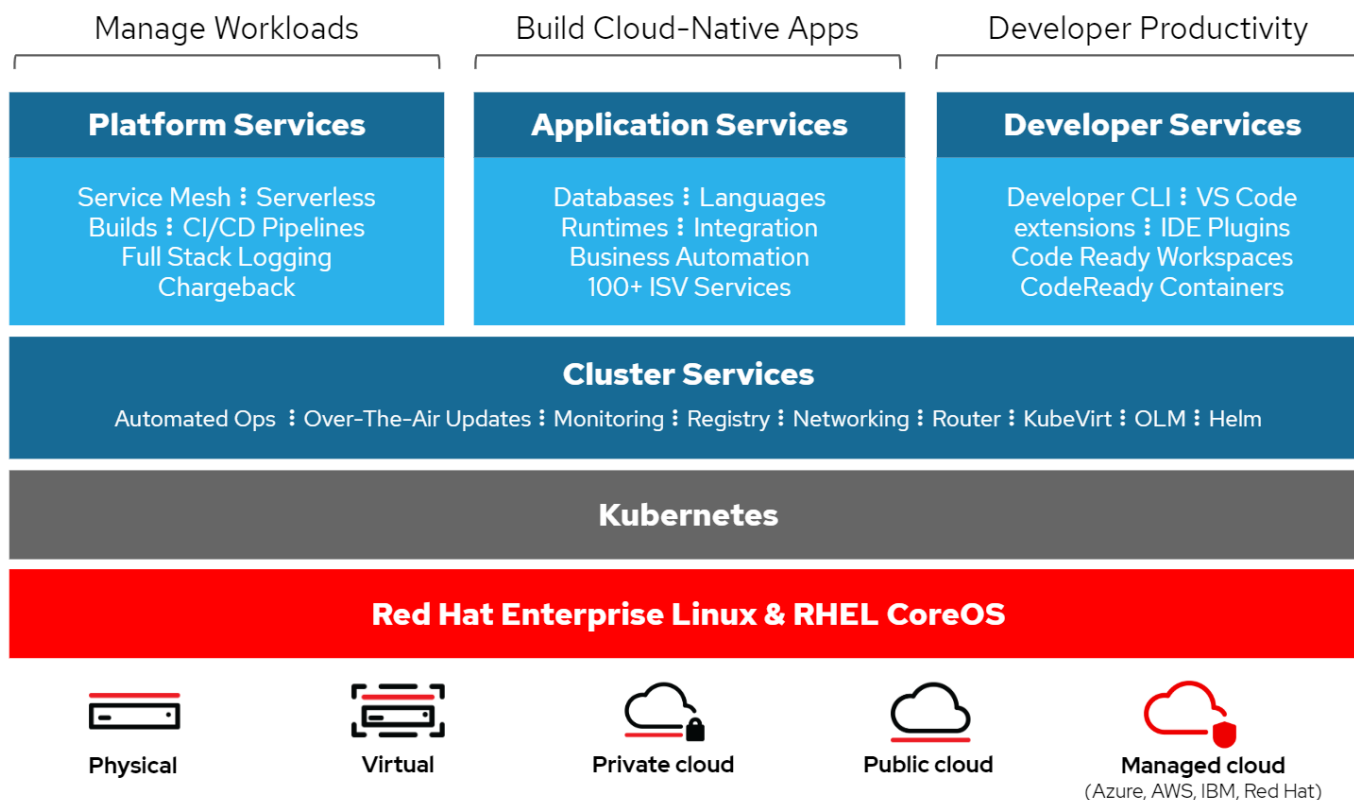 Manage Workloads
Build Cloud-Native Apps
Developer Productivity
Platform Services
Service Mesh ⋮ Serverless
Builds ⋮ CI/CD Pipelines
Full Stack Logging
Chargeback
Application Services
Databases ⋮ Languages
Runtimes ⋮ Integration
Business Automation
100+ ISV Services
Developer Services
Developer CLI ⋮ VS Code
extensions ⋮ IDE Plugins
Code Ready Workspaces
CodeReady Containers
Cluster Services
Automated Ops ⋮ Over-The-Air Updates ⋮ Monitoring ⋮ Registry ⋮ Networking ⋮ Router ⋮ KubeVirt ⋮ OLM ⋮ Helm
Kubernetes
Red Hat Enterprise Linux & RHEL CoreOS
Physical
Virtual
Private cloud
Public cloud
Managed cloud
(Azure, AWS, IBM, Red Hat)